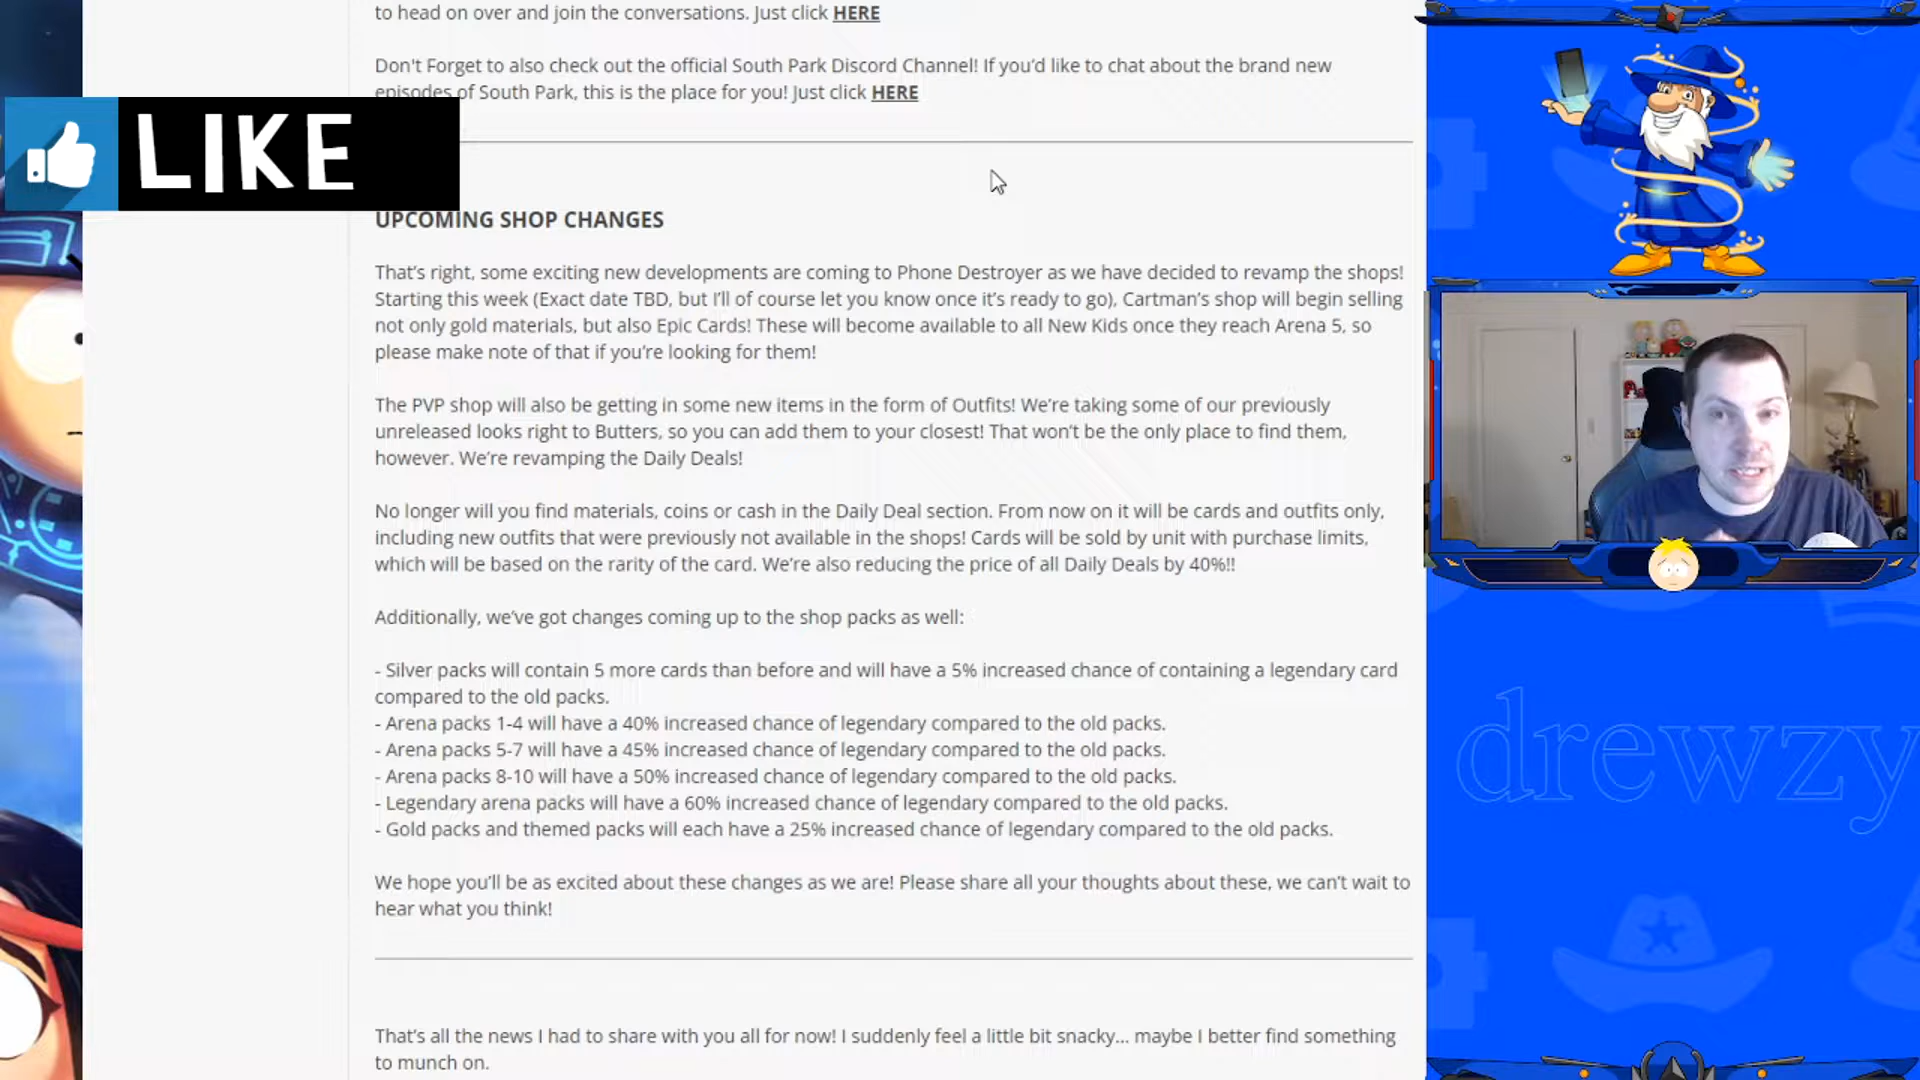 to head on over and join the conversations. Just click HERE
Don't Forget to also check out the official South Park Discord Channel! If you'd like to chat about the brand new
episodes of South Park, this is the place for you! Just click HERE
LIKE
UPCOMING SHOP CHANGES
That's right, some exciting new developments are coming to Phone Destroyer as we have decided to revamp the shops!
Starting this week (Exact date TBD, but I'll of course let you know once it's ready to go), Cartman's shop will begin selling
not only gold materials, but also Epic Cards! These will become available to all New Kids once they reach Arena 5, so
please make note of that if you're looking for them!
The PVP shop will also be getting in some new items in the form of Outfits! We're taking some of our previously
unreleased looks right to Butters, so you can add them to your closest! That won't be the only place to find them,
however. We're revamping the Daily Deals!
No longer will you find materials, coins or cash in the Daily Deal section. From now on it will be cards and outfits only,
including new outfits that were previously not available in the shops! Cards will be sold by unit with purchase limits,
which will be based on the rarity of the card. We're also reducing the price of all Daily Deals by 40%!!
Additionally, we've got changes coming up to the shop packs as well:
- Silver packs will contain 5 more cards than before and will have a 5% increased chance of containing a legendary card
compared to the old packs.
- Arena packs 1-4 will have a 40% increased chance of legendary compared to the old packs.
- Arena packs 5-7 will have a 45% increased chance of legendary compared to the old packs.
- Arena packs 8-10 will have a 50% increased chance of legendary compared to the old packs.
- Legendary arena packs will have a 60% increased chance of legendary compared to the old packs.
- Gold packs and themed packs will each have a 25% increased chance of legendary compared to the old packs.
We hope you'll be as excited about these changes as we are! Please share all your thoughts about these, we can't wait to
hear what you think!
That's all the news I had to share with you all for now! I suddenly feel a little bit snacky... maybe I better find something
to munch on.
drewzy